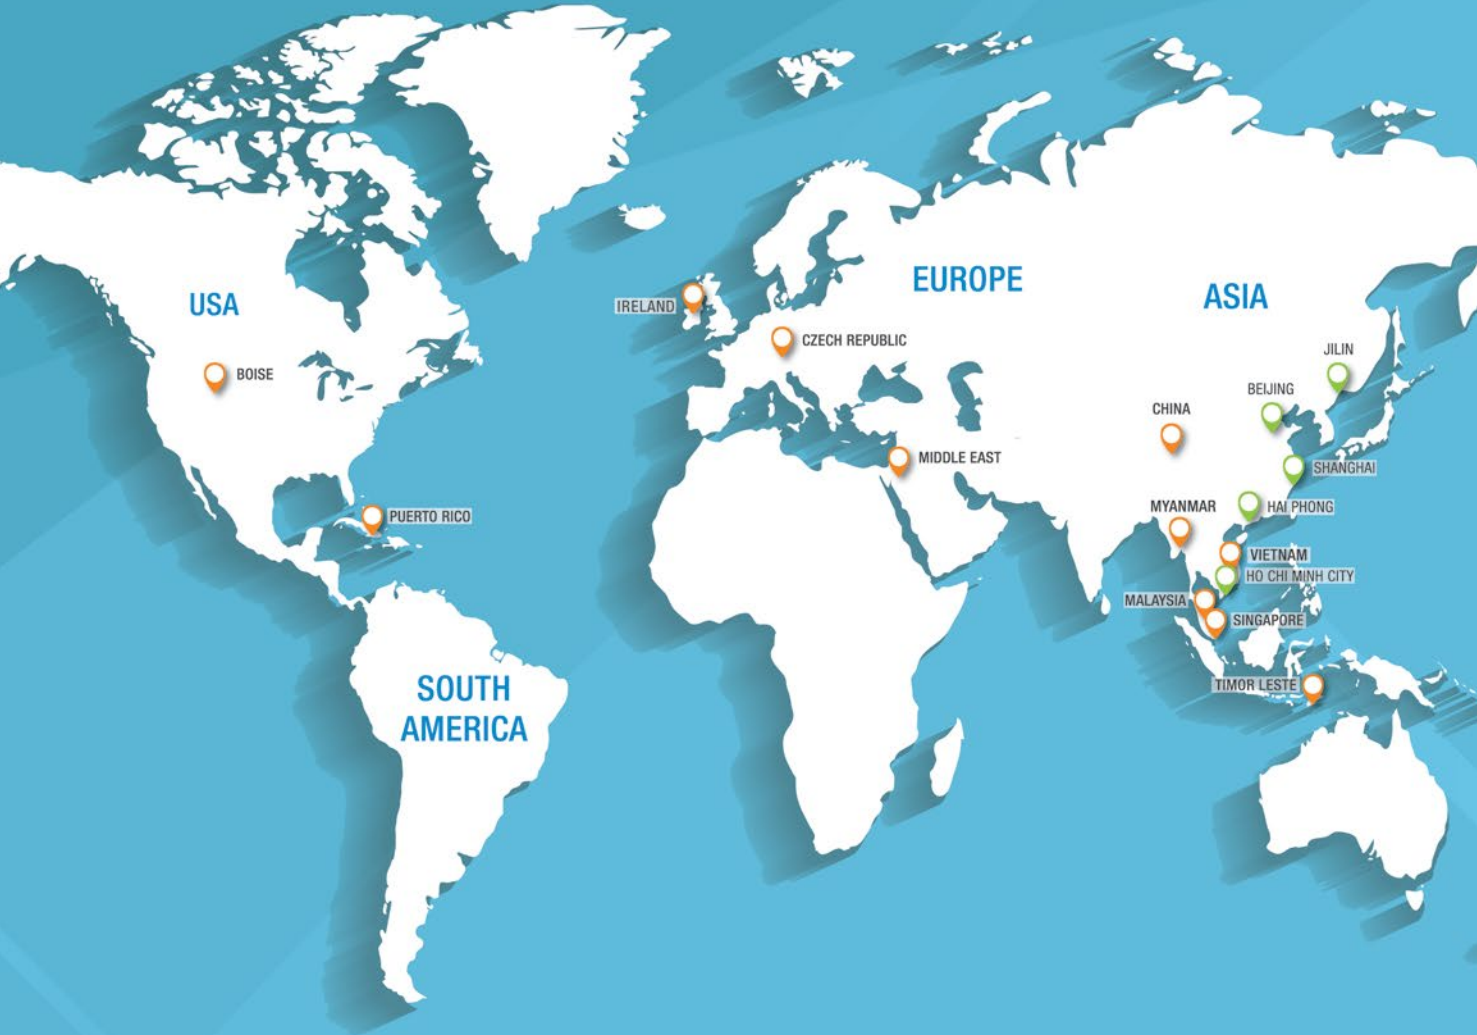 EUROPE
USA
ASIA
IRELAND
CZECH REPUBLIC
JILIN
BOISE
BEIJING
CHINA
MIDDLE EAST
SHANGHAI
MYANMAR
HAI PHONG
PUERTO RICO
VIETNAM
HO CHI MINH CITY
MALAYSIA
SINGAPORE
SOUTH
AMERICA
TIMOR LESTE